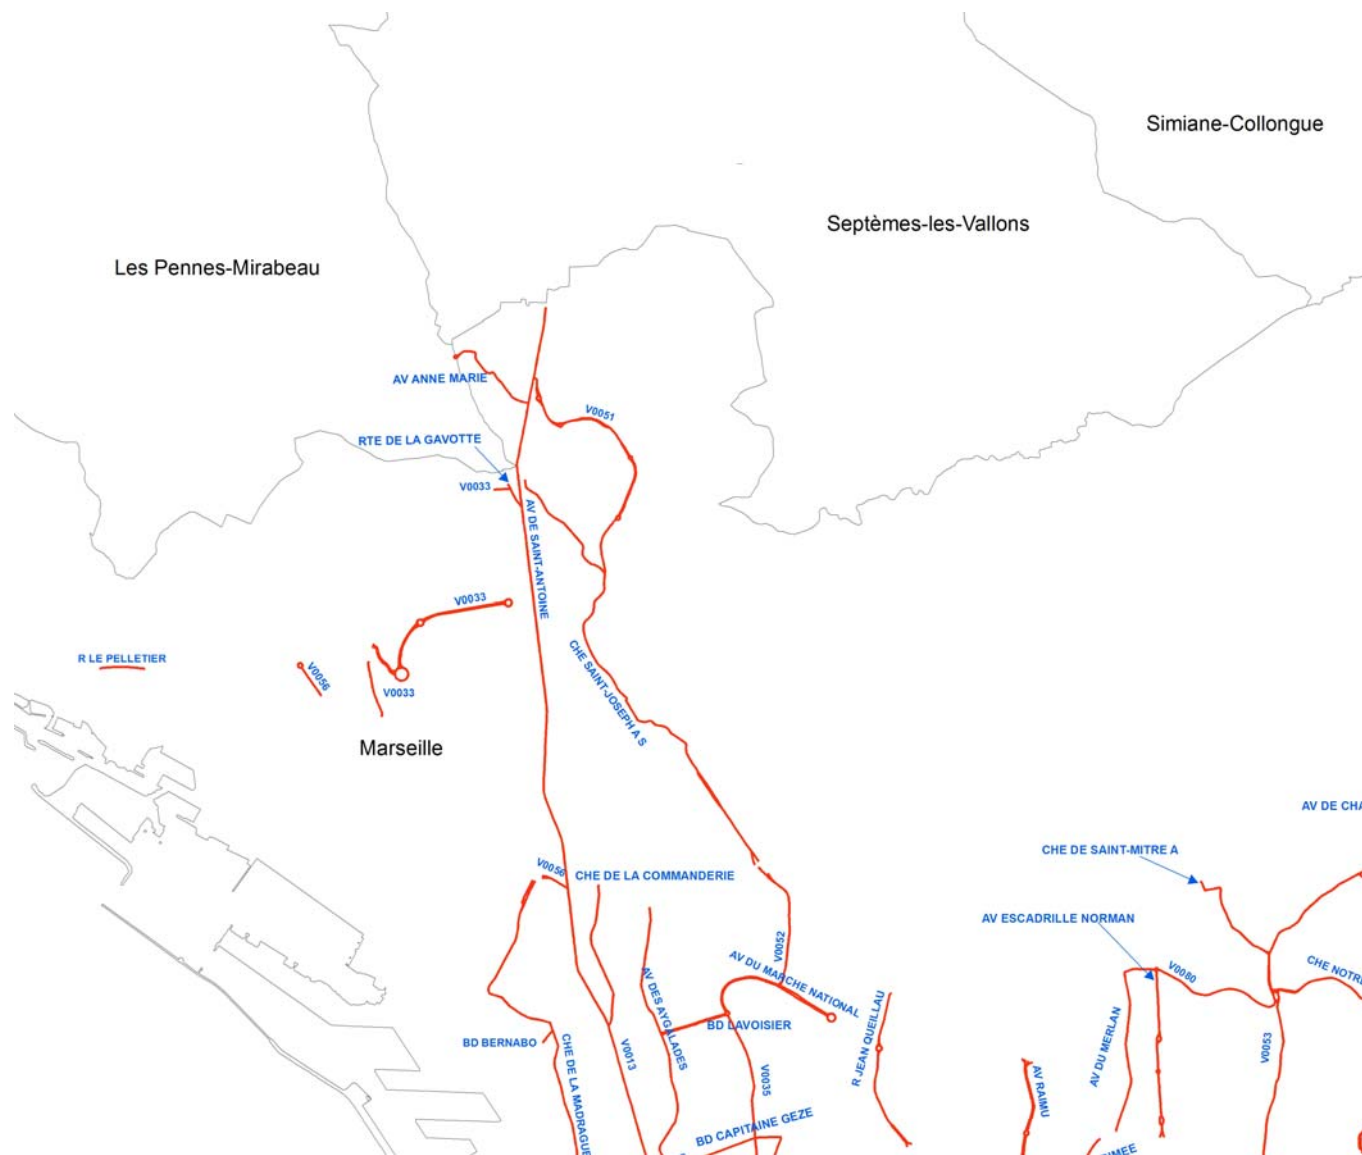 Simiane-Collongue
Septèmes-les-Vallons
Les Pennes-Mirabeau
AV ANNE MARIE
V0051
RTE DE LA GAVOTTE
V0033
AV DE SAINT-ANTOINE
V0033
R LE PELLETIER
V0056
V0033
CHE SAINT-JOSEPH A S
Marseille
AV DE CHA
CHE DE SAINT-MITRE A
V0056
CHE DE LA COMMANDERIE
AV ESCADRILLE NORMAN
V0052
AV DU MARCHE NATIONAL
V0080
CHE NOTRE
AV DES AYGALADES
BD LAVOISIER
R JEAN QUEILLAU
BD BERNABO
CHE DE LA MADRAGUE
V0013
V0035
AV DU MERLAN
V0053
AV RAIMU
BD CAPITAINE GEZE